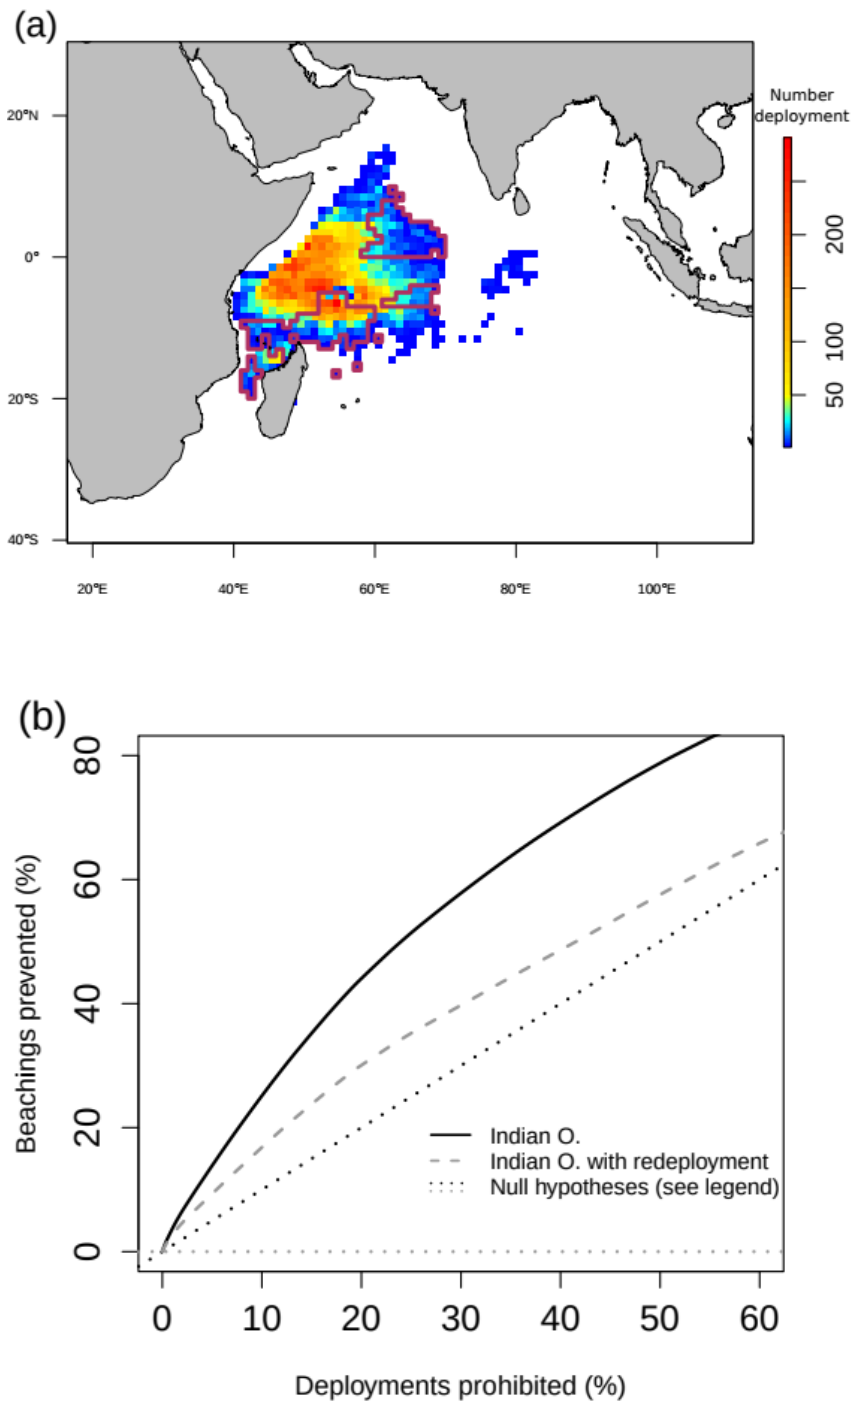 (a)
Number
deployment
20°N
0°
20°S
40°S
200
100
50
20°E 40°E 60°E 80°E 100°E
(b)
80
60
40
20
0
Beachings prevented (%)
Indian O.
Indian O. with redeployment
Null hypotheses (see legend)
0 10 20 30 40 50 60
Deployments prohibited (%)